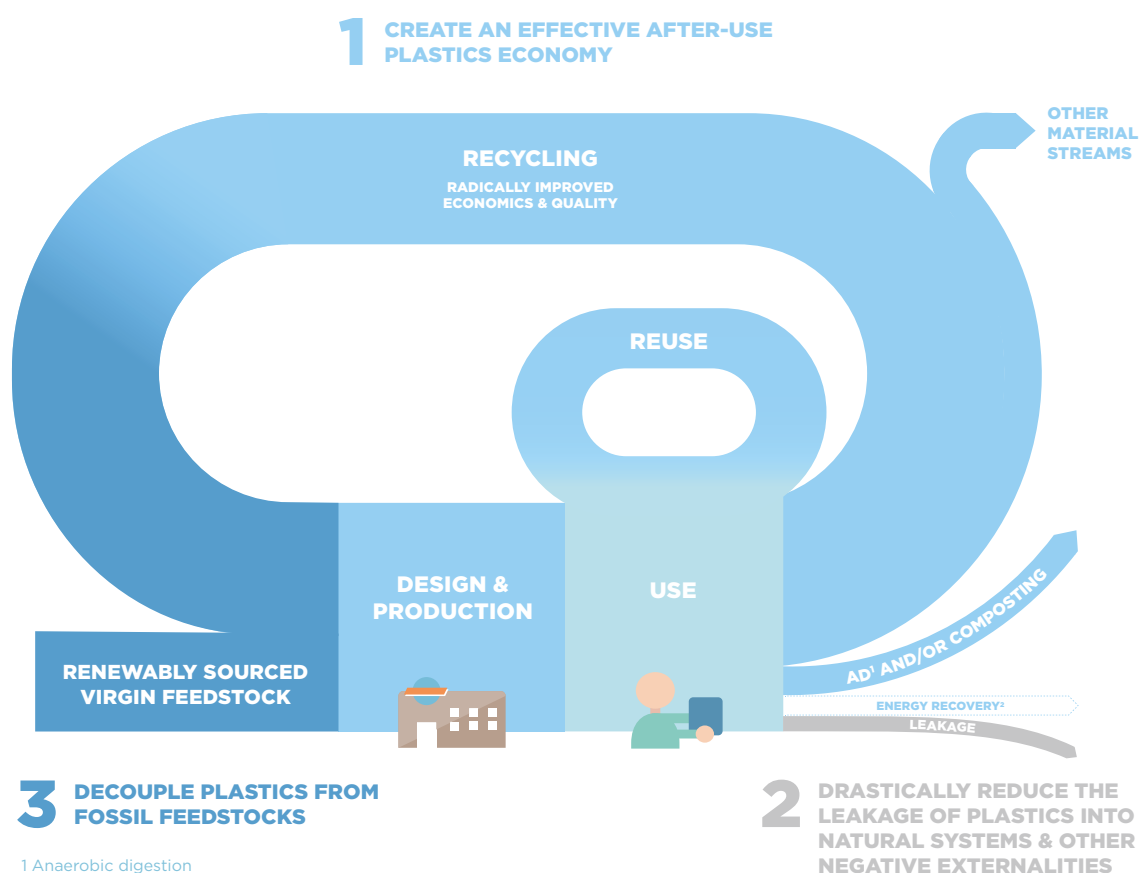 1 CREATE AN EFFECTIVE AFTER-USE
PLASTICS ECONOMY
OTHER
MATERIAL
STREAMS
RECYCLING
RADICALLY IMPROVED
ECONOMICS & QUALITY
REUSE
DESIGN &
PRODUCTION
USE
RENEWABLY SOURCED
VIRGIN FEEDSTOCK
AD¹ AND/OR COMPOSTING
ENERGY RECOVERY²
LEAKAGE
3 DECOUPLE PLASTICS FROM
FOSSIL FEEDSTOCKS
2 DRASTICALLY REDUCE THE
LEAKAGE OF PLASTICS INTO
NATURAL SYSTEMS & OTHER
NEGATIVE EXTERNALITIES
1 Anaerobic digestion